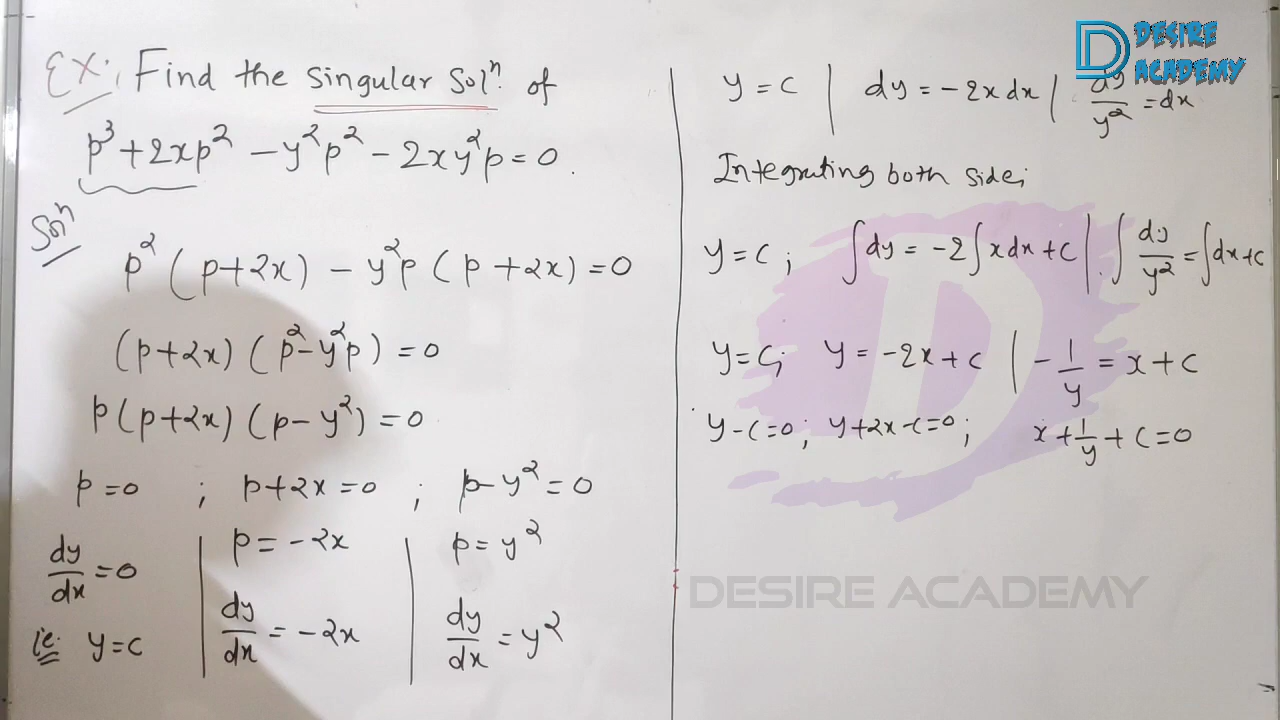 Ex:. Find the singular Solⁿ. of
p³ + 2xp² - y²p² - 2xy²p = 0.
Solⁿ
p² (p+2x) - y²p (p+2x) = 0
(p+2x) (p² - y²p) = 0
p (p+2x) (p - y²) = 0
p = 0 ; p+2x = 0 ; p - y² = 0
dy/dx = 0 | p = -2x | p = y²
i.e. y = c | dy/dx = -2x | dy/dx = y²
DESIRE ACADEMY
y = c | dy = -2x dx | dy/y² = dx
Integrating both side;
y = c ; ∫dy = -2∫x dx + c | ∫ dy/y² = ∫dx + c
y = c; y = -2x + c | - 1/y = x + c
y - c = 0 ; y + 2x - c = 0 ; x + 1/y + c = 0
DESIRE ACADEMY